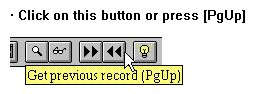 · Click on this button or press [PgUp]
Get previous record (PgUp)